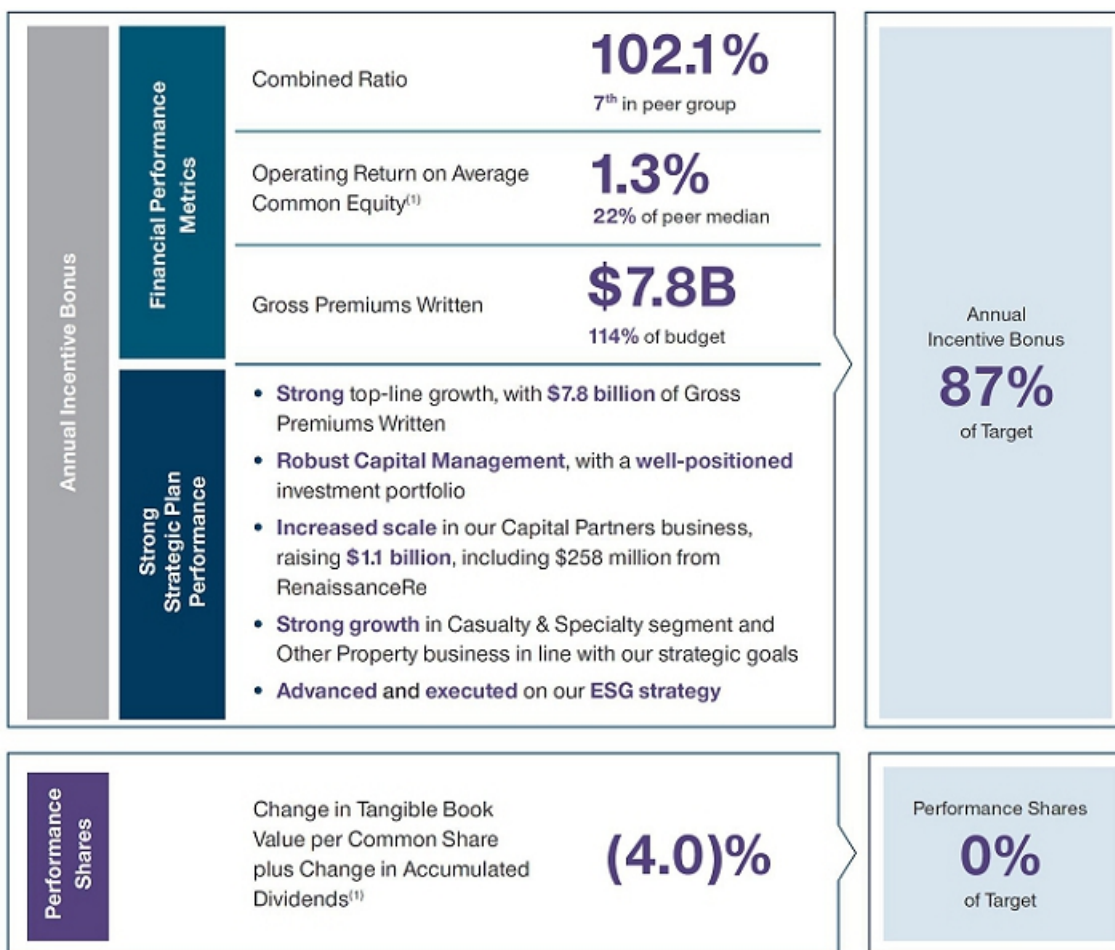 Annual Incentive Bonus
Financial Performance
Metrics
Combined Ratio
102.1%
7th in peer group
Operating Return on Average
Common Equity(1)
1.3%
22% of peer median
Gross Premiums Written
$7.8B
114% of budget
Strong
Strategic Plan
Performance
• Strong top-line growth, with $7.8 billion of Gross
Premiums Written
• Robust Capital Management, with a well-positioned
investment portfolio
• Increased scale in our Capital Partners business,
raising $1.1 billion, including $258 million from
RenaissanceRe
• Strong growth in Casualty & Specialty segment and
Other Property business in line with our strategic goals
• Advanced and executed on our ESG strategy
Annual
Incentive Bonus
87%
of Target
Performance
Shares
Change in Tangible Book
Value per Common Share
plus Change in Accumulated
Dividends(1)
(4.0)%
Performance Shares
0%
of Target